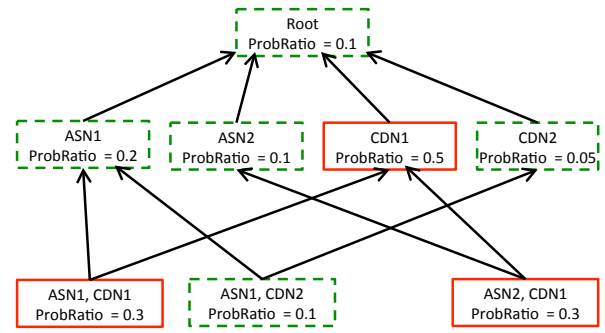 Root
ProbRatio = 0.1
ASN1
ProbRatio = 0.2
ASN2
ProbRatio = 0.1
CDN1
ProbRatio = 0.5
CDN2
ProbRatio = 0.05
ASN1, CDN1
ProbRatio = 0.3
ASN1, CDN2
ProbRatio = 0.1
ASN2, CDN1
ProbRatio = 0.3